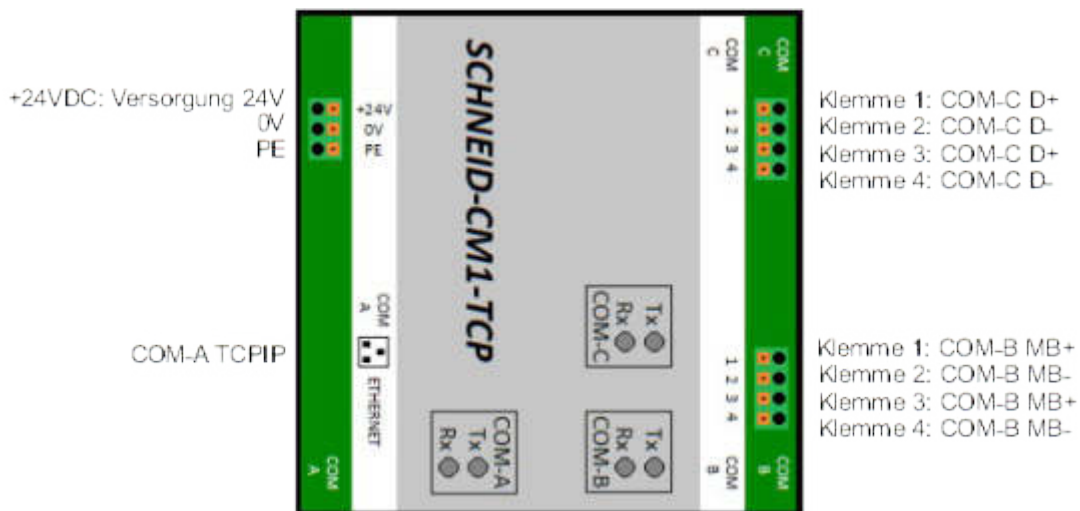 +24VDC: Versorgung 24V
0V
PE
COM-A TCPIP
COM
A
+24V
0V
PE
COM
A
ETHERNET
SCHNEID-CM1-TCP
COM-A
Tx
Rx
COM-C
Tx
Rx
COM-B
Tx
Rx
COM
C
1
2
3
4
COM
C
1
2
3
4
COM
B
COM
B
Klemme 1: COM-C D+
Klemme 2: COM-C D-
Klemme 3: COM-C D+
Klemme 4: COM-C D-
Klemme 1: COM-B MB+
Klemme 2: COM-B MB-
Klemme 3: COM-B MB+
Klemme 4: COM-B MB-